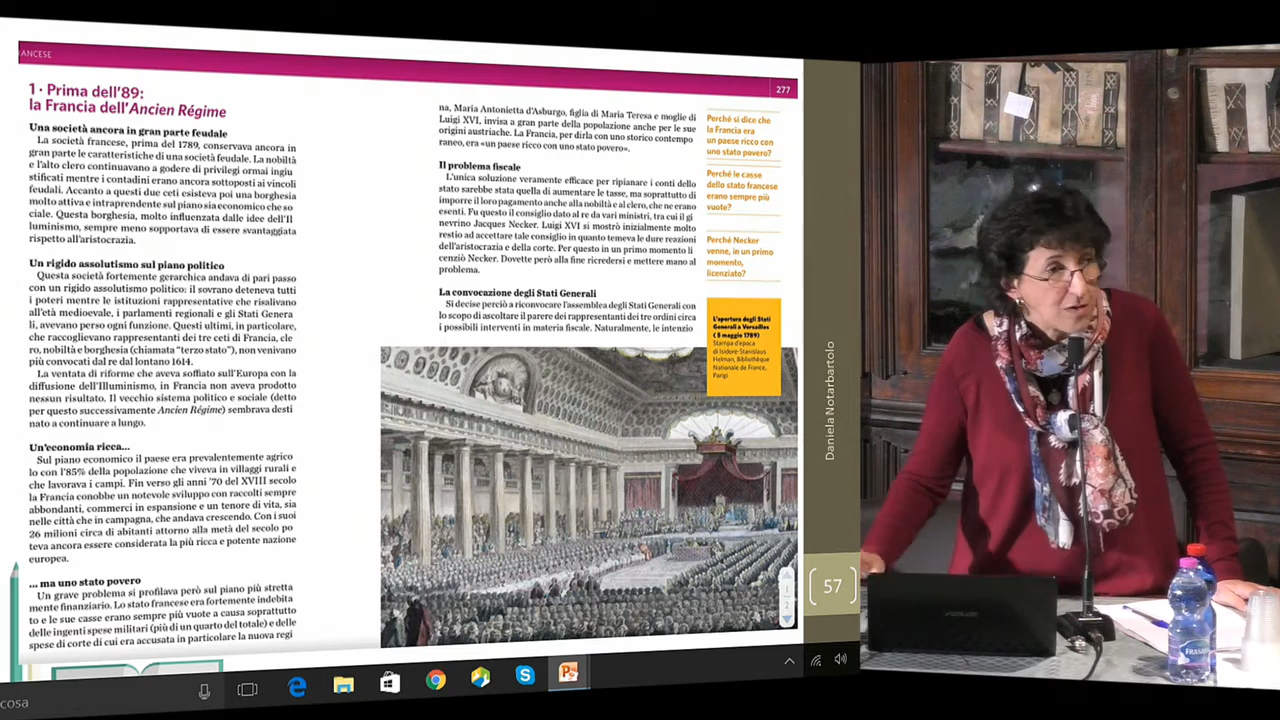 ANCESE
277
1 · Prima dell'89:
la Francia dell'Ancien Régime
Una società ancora in gran parte feudale
La società francese, prima del 1789, conservava ancora in
gran parte le caratteristiche di una società feudale. La nobiltà
e l'alto clero continuavano a godere di privilegi ormai ingiu
stificati mentre i contadini erano ancora sottoposti ai vincoli
feudali. Accanto a questi due ceti esisteva poi una borghesia
molto attiva e intraprendente sul piano sia economico che so
ciale. Questa borghesia, molto influenzata dalle idee dell'Il
luminismo, sempre meno sopportava di essere svantaggiata
rispetto all'aristocrazia.
Un rigido assolutismo sul piano politico
Questa società fortemente gerarchica andava di pari passo
con un rigido assolutismo politico: il sovrano deteneva tutti
i poteri mentre le istituzioni rappresentative che risalivano
all'età medioevale, i parlamenti regionali e gli Stati Genera
li, avevano perso ogni funzione. Questi ultimi, in particolare,
che raccoglievano rappresentanti dei tre ceti di Francia, cle
ro, nobiltà e borghesia (chiamata "terzo stato"), non venivano
più convocati dal re dal lontano 1614.
La ventata di riforme che aveva soffiato sull'Europa con la
diffusione dell'Illuminismo, in Francia non aveva prodotto
nessun risultato. Il vecchio sistema politico e sociale (detto
per questo successivamente Ancien Régime) sembrava desti
nato a continuare a lungo.
Un'economia ricca...
Sul piano economico il paese era prevalentemente agrico
lo con l'85% della popolazione che viveva in villaggi rurali e
che lavorava i campi. Fin verso gli anni '70 del XVIII secolo
la Francia conobbe un notevole sviluppo con raccolti sempre
abbondanti, commerci in espansione e un tenore di vita, sia
nelle città che in campagna, che andava crescendo. Con i suoi
26 milioni circa di abitanti attorno alla metà del secolo po
teva ancora essere considerata la più ricca e potente nazione
europea.
... ma uno stato povero
Un grave problema si profilava però sul piano più stretta
mente finanziario. Lo stato francese era fortemente indebita
to e le sue casse erano sempre più vuote a causa soprattutto
delle ingenti spese militari (più di un quarto del totale) e delle
spese di corte di cui era accusata in particolare la nuova regi
na, Maria Antonietta d'Asburgo, figlia di Maria Teresa e moglie di
Luigi XVI, invisa a gran parte della popolazione anche per le sue
origini austriache. La Francia, per dirla con uno storico contempo
raneo, era «un paese ricco con uno stato povero».
Il problema fiscale
L'unica soluzione veramente efficace per ripianare i conti dello
stato sarebbe stata quella di aumentare le tasse, ma soprattutto di
imporre il loro pagamento anche alla nobiltà e al clero, che ne erano
esenti. Fu questo il consiglio dato al re da vari ministri, tra cui il gi
nevrino Jacques Necker. Luigi XVI si mostrò inizialmente molto
restio ad accettare tale consiglio in quanto temeva le dure reazioni
dell'aristocrazia e della corte. Per questo in un primo momento li
cenziò Necker. Dovette però alla fine ricredersi e mettere mano al
problema.
La convocazione degli Stati Generali
Si decise perciò a riconvocare l'assemblea degli Stati Generali con
lo scopo di ascoltare il parere dei rappresentanti dei tre ordini circa
i possibili interventi in materia fiscale. Naturalmente, le intenzio
Perché si dice che
la Francia era
un paese ricco con
uno stato povero?
Perché le casse
dello stato francese
erano sempre più
vuote?
Perché Necker
venne, in un primo
momento,
licenziato?
L'apertura degli Stati
Generali a Versailles
( 5 maggio 1789)
Stampa d'epoca
di Isidore-Stanislaus
Helman, Bibliothèque
Nationale de France,
Parigi
1
2
Daniela Notarbartolo
57
cosa
ASUS